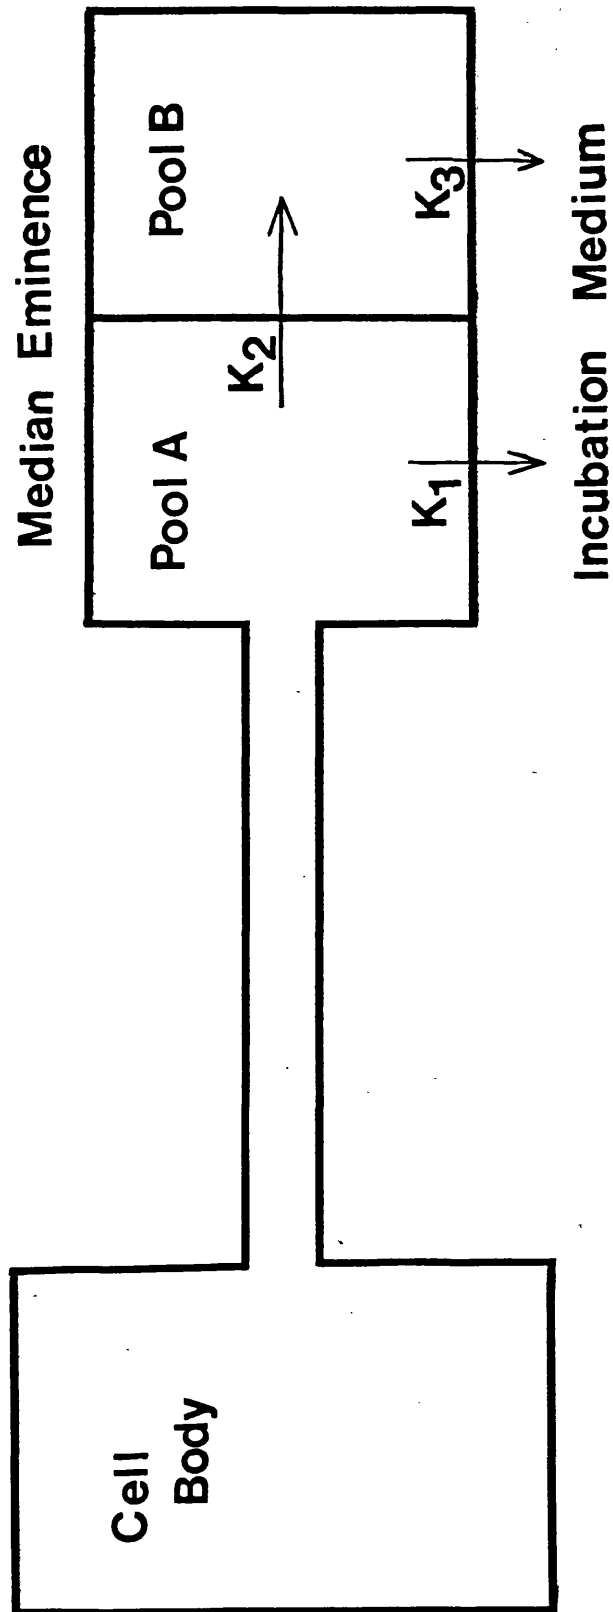 Median Eminence
Cell
Body
Pool A
Pool B
K2
K1
K3
Incubation Medium